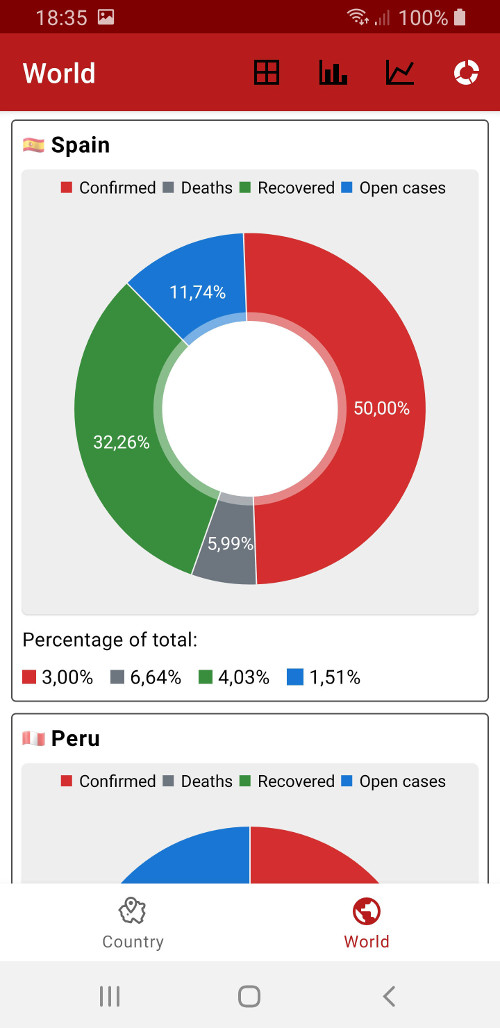 18:35 100%
World
Spain
Confirmed Deaths Recovered Open cases
11,74%
50,00%
32,26%
5,99%
Percentage of total:
3,00% 6,64% 4,03% 1,51%
Peru
Confirmed Deaths Recovered Open cases
Country World